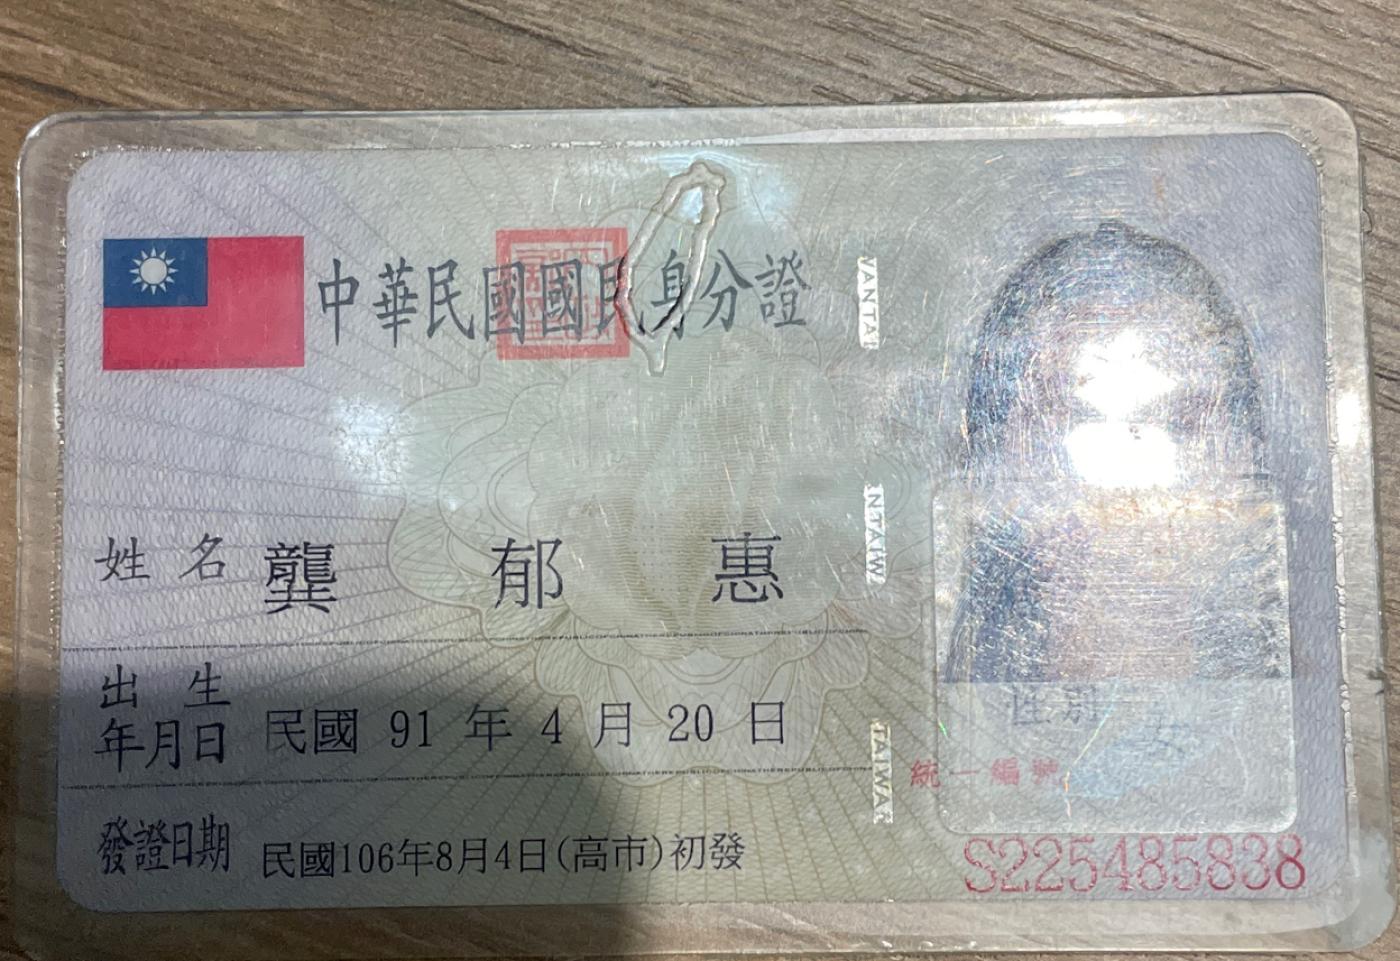 中華民國國民身分證
姓名 龔郁惠
出生
年月日 民國 91 年 4 月 20 日
發證日期 民國106年8月4日(高市)初發
性別 女
統一編號
S225485838
TAIWAN